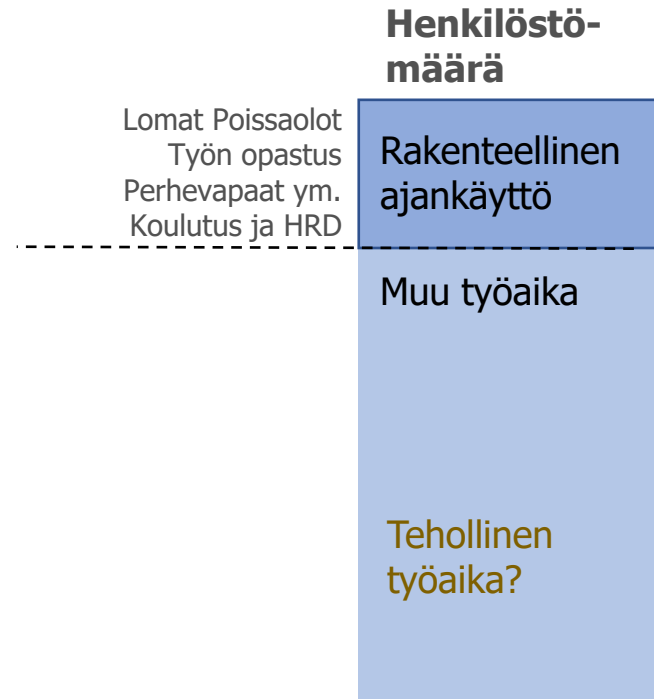 Henkilöstö-
määrä
Lomat Poissaolot
Työn opastus
Perhevapaat ym.
Koulutus ja HRD
Rakenteellinen
ajankäyttö
Muu työaika
Tehollinen
työaika?